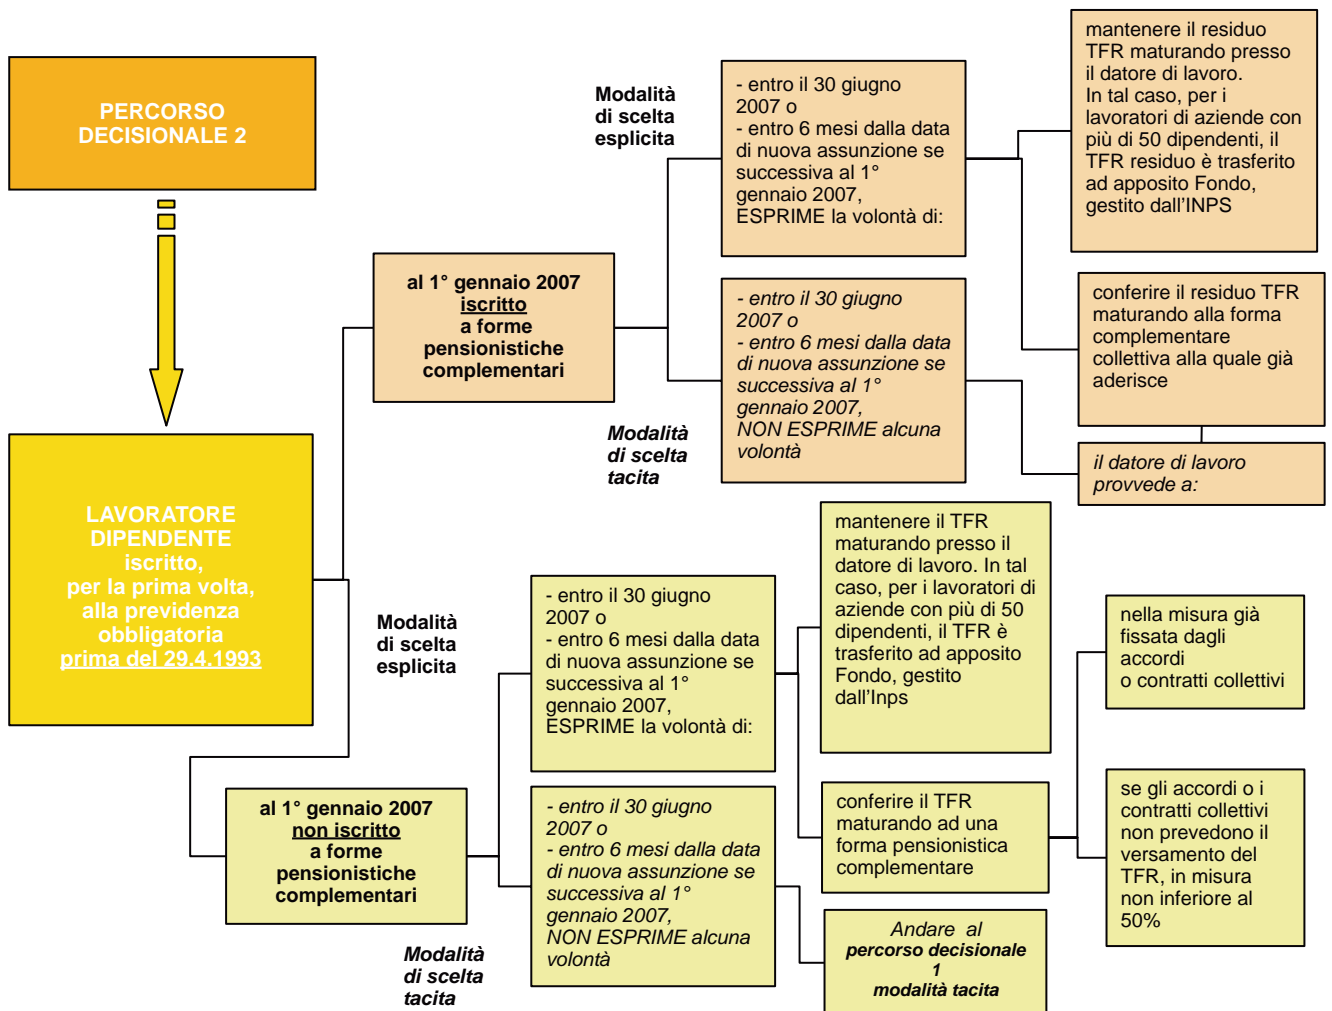 PERCORSO
DECISIONALE 2
LAVORATORE
DIPENDENTE
iscritto,
per la prima volta,
alla previdenza
obbligatoria
prima del 29.4.1993
al 1° gennaio 2007
iscritto
a forme
pensionistiche
complementari
Modalità
di scelta
esplicita
- entro il 30 giugno
2007 o
- entro 6 mesi dalla data
di nuova assunzione se
successiva al 1°
gennaio 2007,
ESPRIME la volontà di:
mantenere il residuo
TFR maturando presso
il datore di lavoro.
In tal caso, per i
lavoratori di aziende con
più di 50 dipendenti, il
TFR residuo è trasferito
ad apposito Fondo,
gestito dall'INPS
conferire il residuo TFR
maturando alla forma
complementare
collettiva alla quale già
aderisce
Modalità
di scelta
tacita
- entro il 30 giugno
2007 o
- entro 6 mesi dalla data
di nuova assunzione se
successiva al 1°
gennaio 2007,
NON ESPRIME alcuna
volontà
il datore di lavoro
provvede a:
al 1° gennaio 2007
non iscritto
a forme
pensionistiche
complementari
Modalità
di scelta
esplicita
- entro il 30 giugno
2007 o
- entro 6 mesi dalla data
di nuova assunzione se
successiva al 1°
gennaio 2007,
ESPRIME la volontà di:
mantenere il TFR
maturando presso il
datore di lavoro. In tal
caso, per i lavoratori di
aziende con più di 50
dipendenti, il TFR è
trasferito ad apposito
Fondo, gestito
dall'Inps
conferire il TFR
maturando ad una
forma pensionistica
complementare
nella misura già
fissata dagli
accordi
o contratti collettivi
se gli accordi o i
contratti collettivi
non prevedono il
versamento del
TFR, in misura
non inferiore al
50%
Modalità
di scelta
tacita
- entro il 30 giugno
2007 o
- entro 6 mesi dalla data
di nuova assunzione se
successiva al 1°
gennaio 2007,
NON ESPRIME alcuna
volontà
Andare al
percorso decisionale
1
modalità tacita